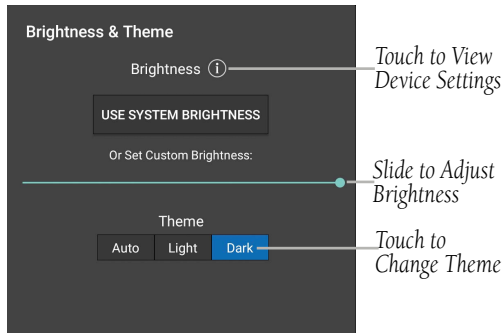 Brightness & Theme
Brightness i
Touch to View
Device Settings
USE SYSTEM BRIGHTNESS
Or Set Custom Brightness:
Slide to Adjust
Brightness
Theme
Auto Light Dark
Touch to
Change Theme